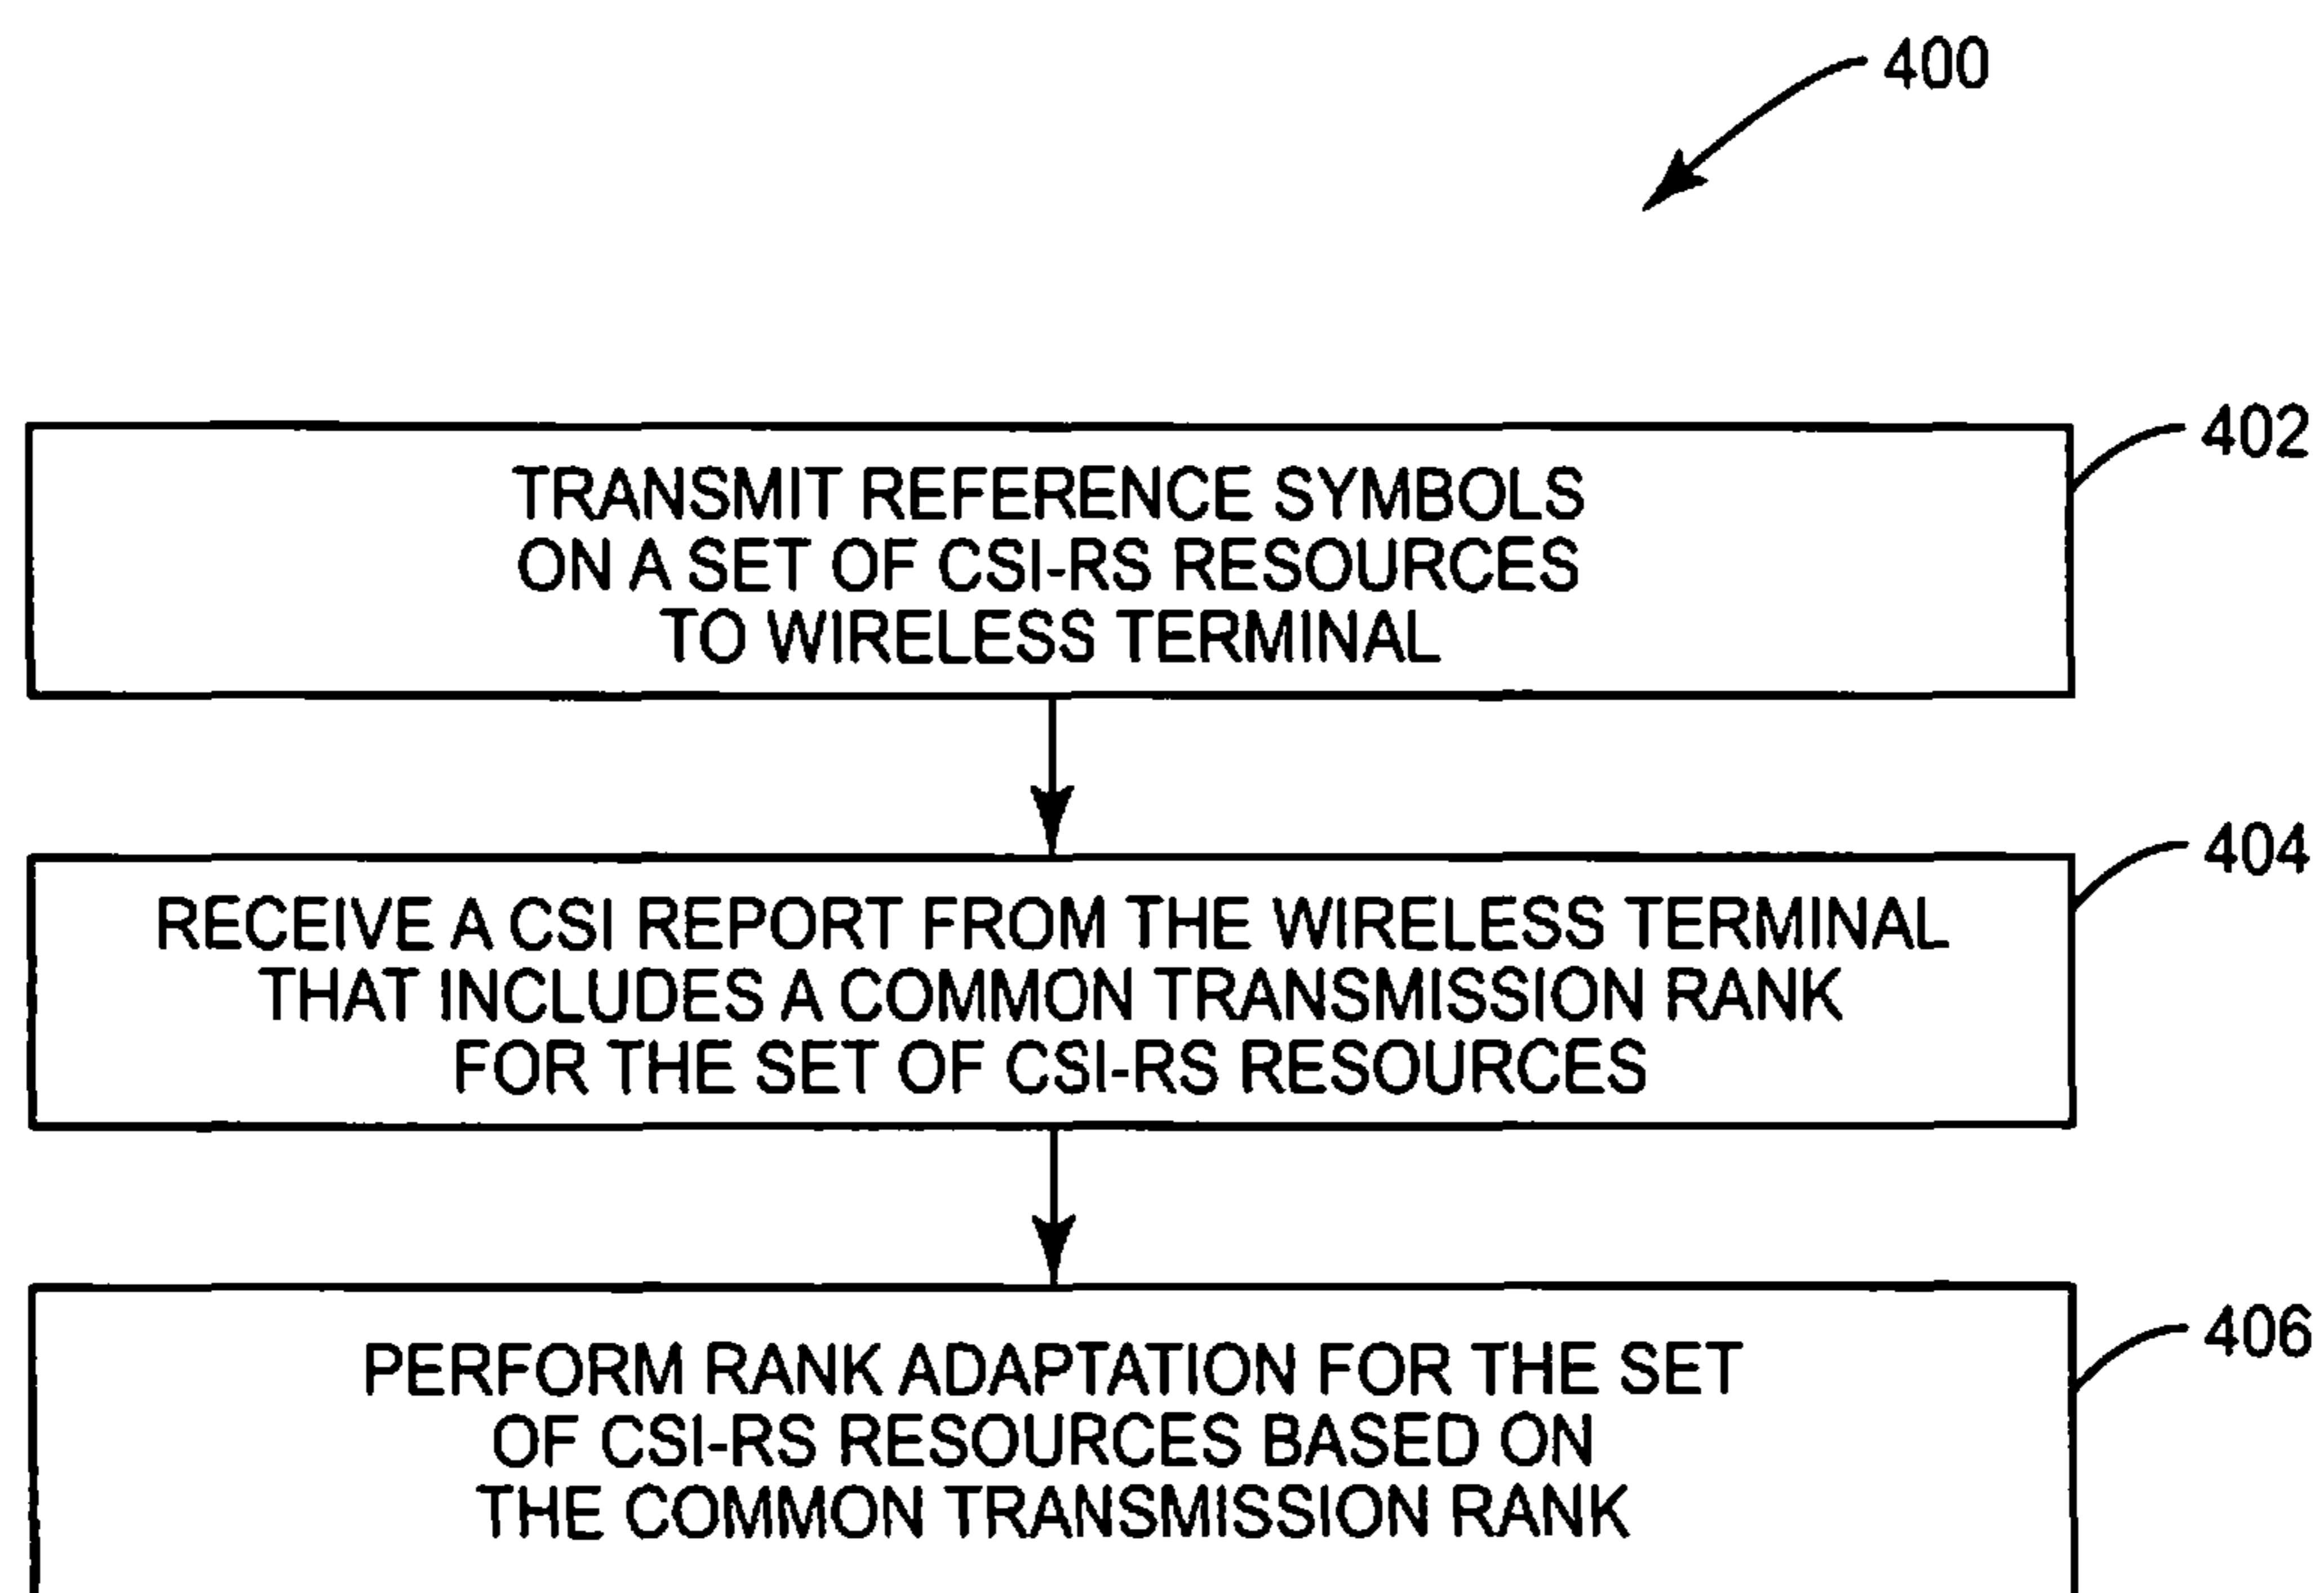 400
402
TRANSMIT REFERENCE SYMBOLS
ON A SET OF CSI-RS RESOURCES
TO WIRELESS TERMINAL
404
RECEIVE A CSI REPORT FROM THE WIRELESS TERMINAL
THAT INCLUDES A COMMON TRANSMISSION RANK
FOR THE SET OF CSI-RS RESOURCES
406
PERFORM RANK ADAPTATION FOR THE SET
OF CSI-RS RESOURCES BASED ON
THE COMMON TRANSMISSION RANK